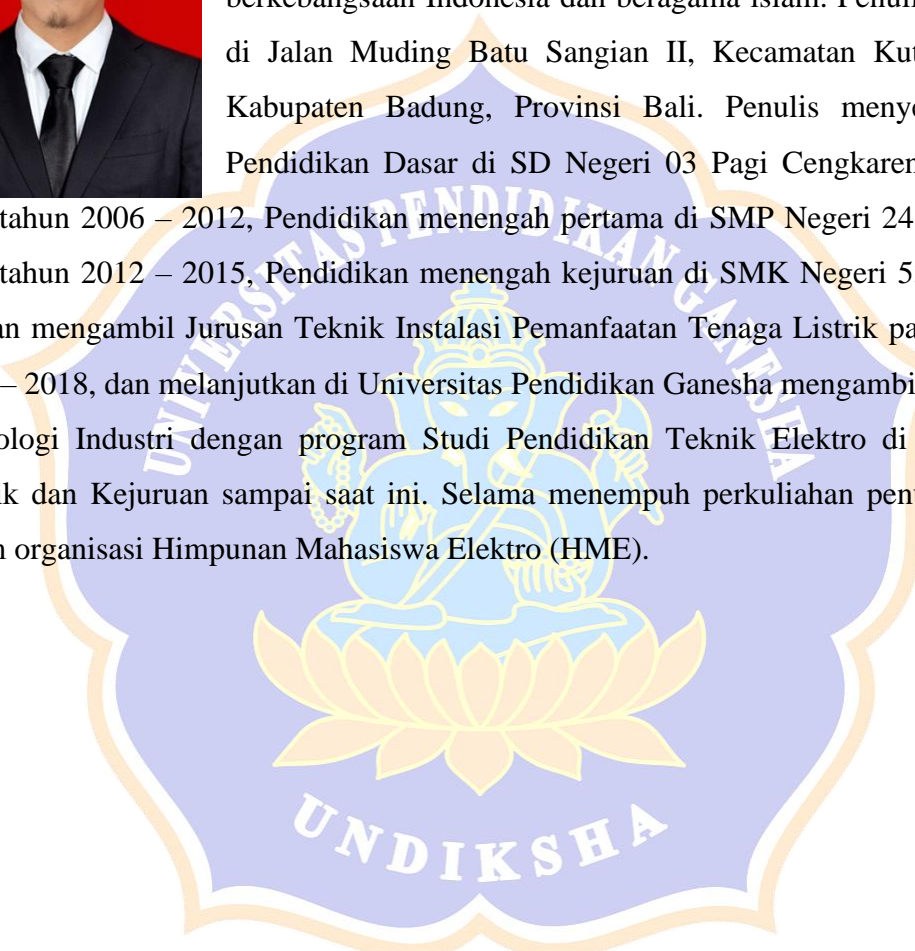 berkebangsaan Indonesia dan beragama islam. Penuli
di Jalan Muding Batu Sangian II, Kecamatan Kut
Kabupaten Badung, Provinsi Bali. Penulis menye
Pendidikan Dasar di SD Negeri 03 Pagi Cengkaren
tahun 2006 – 2012, Pendidikan menengah pertama di SMP Negeri 24
tahun 2012 – 2015, Pendidikan menengah kejuruan di SMK Negeri 5
an mengambil Jurusan Teknik Instalasi Pemanfaatan Tenaga Listrik pa
– 2018, dan melanjutkan di Universitas Pendidikan Ganesha mengambi
ologi Industri dengan program Studi Pendidikan Teknik Elektro di
ik dan Kejuruan sampai saat ini. Selama menempuh perkuliahan pen
n organisasi Himpunan Mahasiswa Elektro (HME).
UNIVERSITAS PENDIDIKAN GANESHA
UNDIKSHA